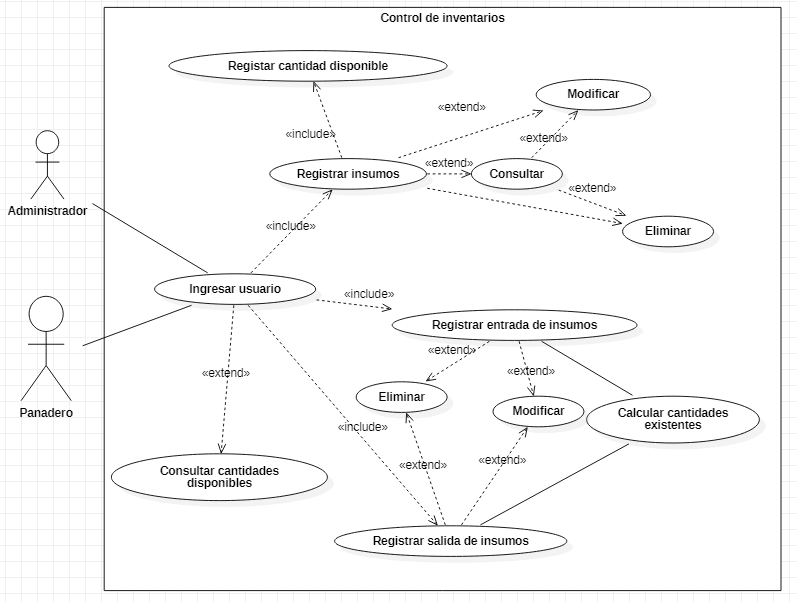 Control de inventarios
Registar cantidad disponible
Modificar
«extend»
«include»
«extend»
Registrar insumos
«extend»
Consultar
«extend»
Administrador
«include»
Eliminar
Ingresar usuario
«include»
Registrar entrada de insumos
«extend»
«extend»
«extend»
Panadero
Eliminar
Modificar
Calcular cantidades
existentes
«include»
«extend»
«extend»
Consultar cantidades
disponibles
Registrar salida de insumos